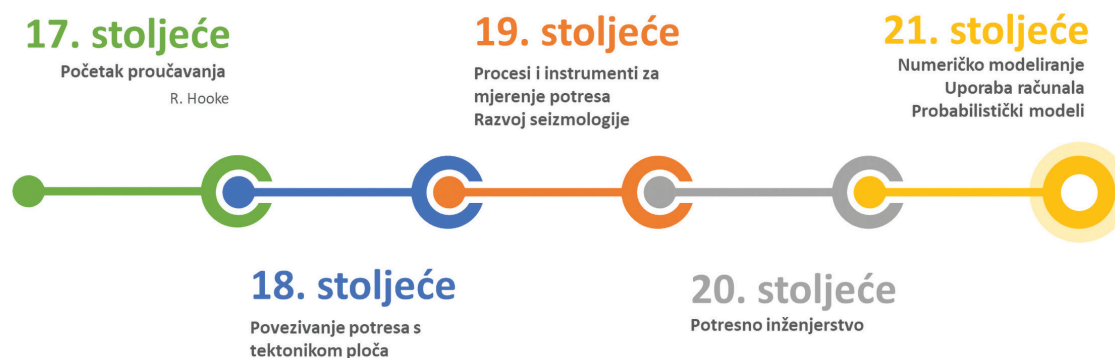 17. stoljeće
Početak proučavanja
R. Hooke
18. stoljeće
Povezivanje potresa s
tektonikom ploča
19. stoljeće
Procesi i instrumenti za
mjerenje potresa
Razvoj seizmologije
20. stoljeće
Potresno inženjerstvo
21. stoljeće
Numeričko modeliranje
Uporaba računala
Probabilistički modeli